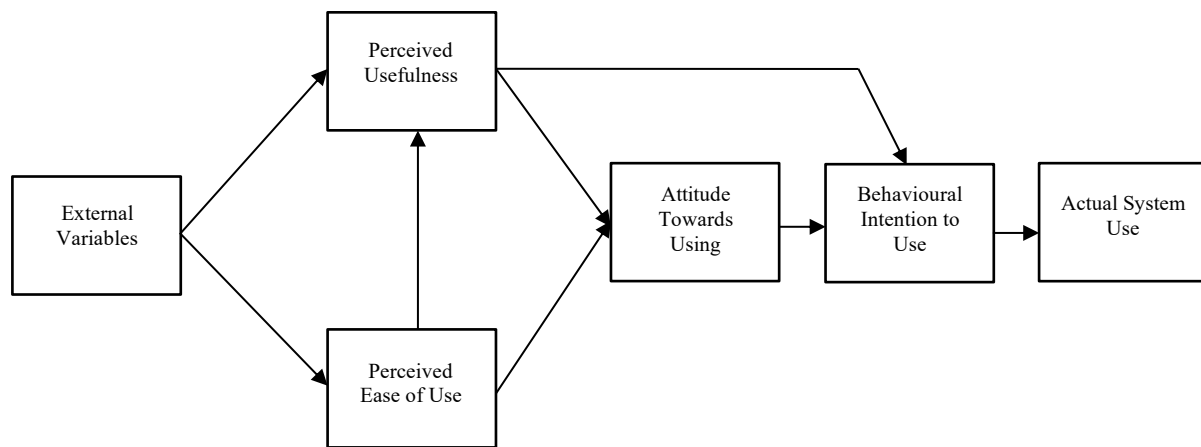 Perceived
Usefulness
External
Variables
Perceived
Ease of Use
Attitude
Towards
Using
Behavioural
Intention to
Use
Actual System
Use